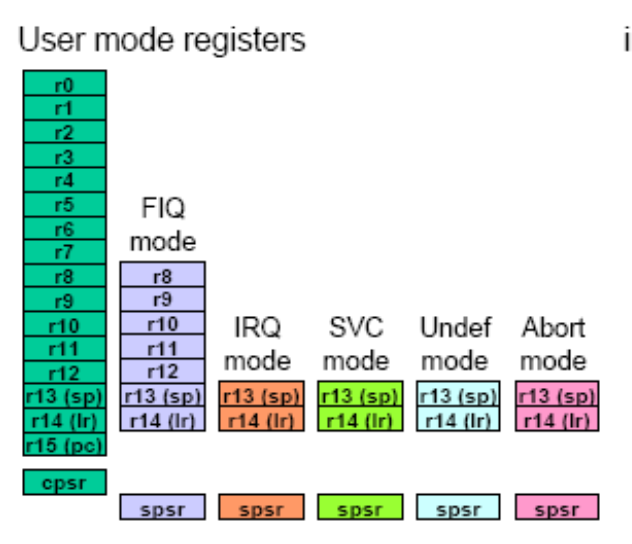 User mode registers
i
r0
r1
r2
r3
r4
r5
r6
r7
r8
r9
r10
r11
r12
r13 (sp)
r14 (lr)
r15 (pc)
cpsr
FIQ
mode
r8
r9
r10
r11
r12
r13 (sp)
r14 (lr)
spsr
IRQ
mode
r13 (sp)
r14 (lr)
spsr
SVC
mode
r13 (sp)
r14 (lr)
spsr
Undef
mode
r13 (sp)
r14 (lr)
spsr
Abort
mode
r13 (sp)
r14 (lr)
spsr